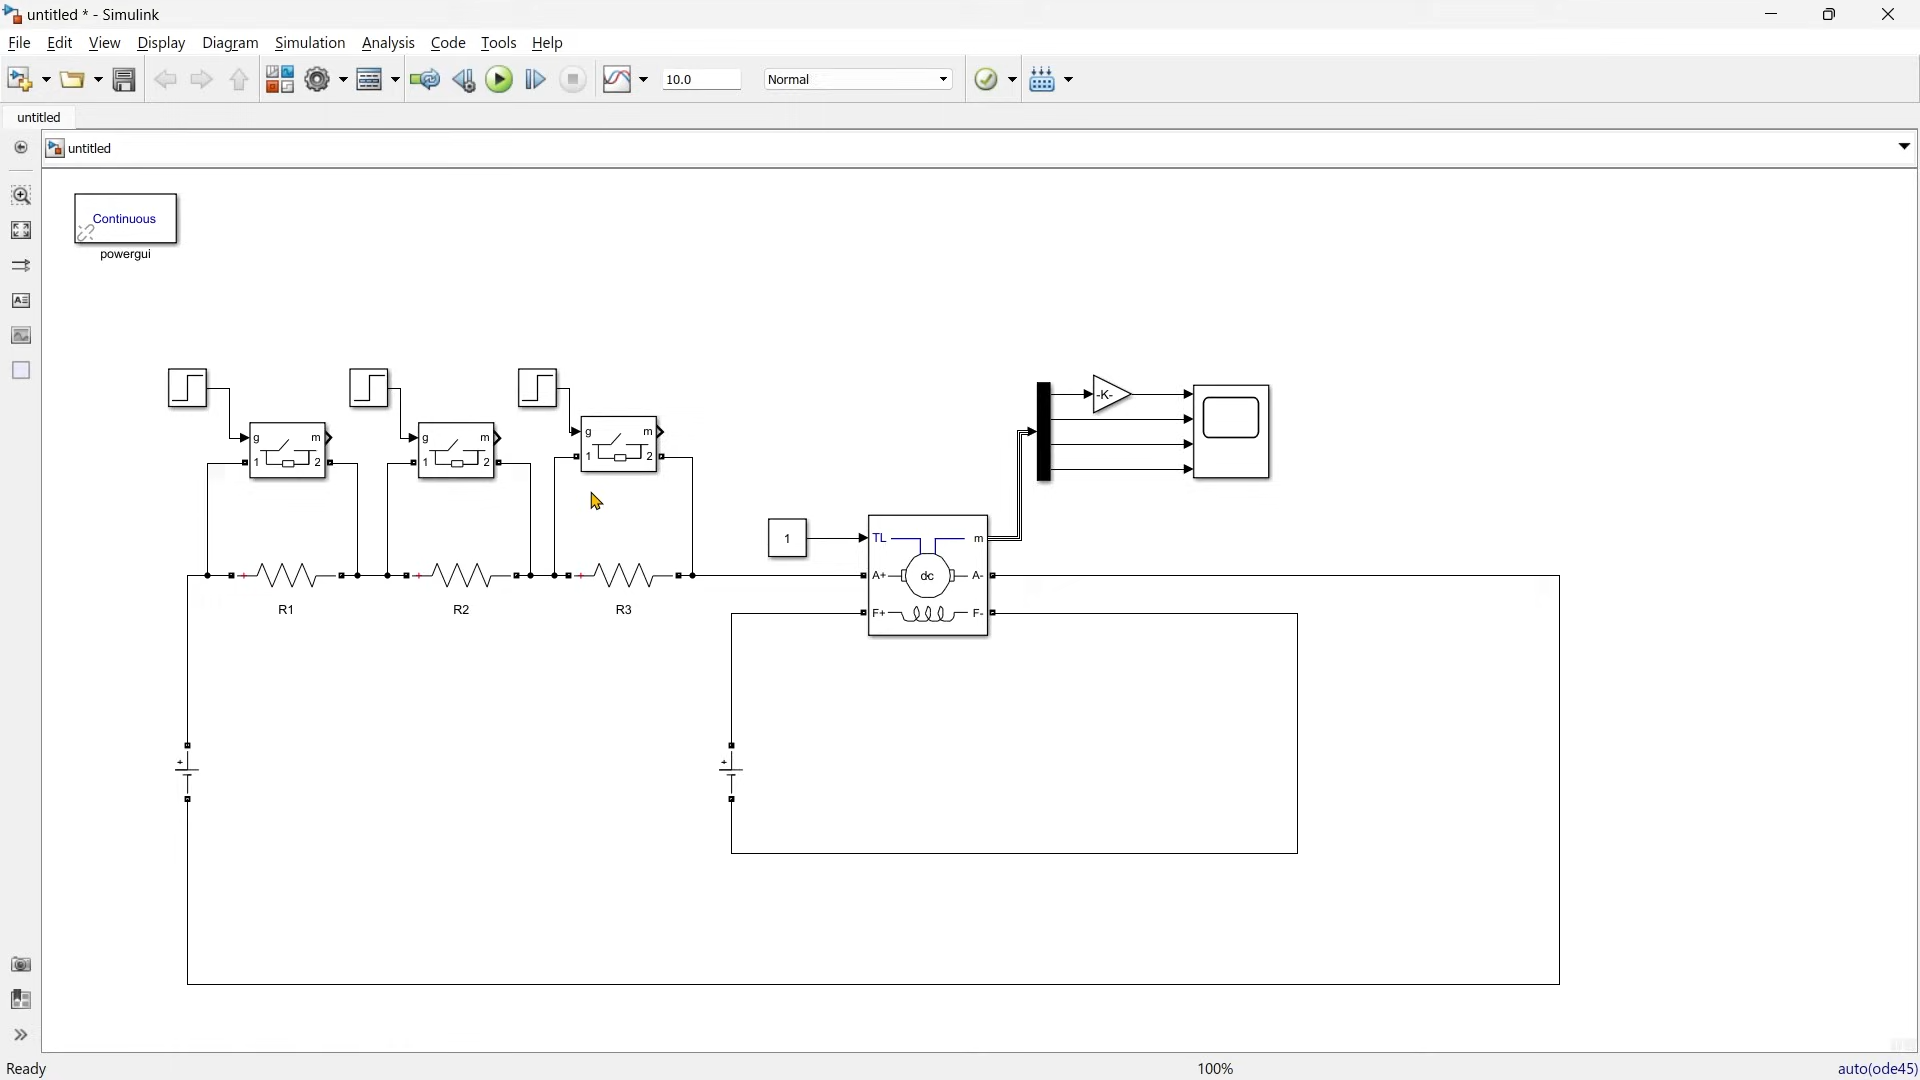 untitled * - Simulink
File Edit View Display Diagram Simulation Analysis Code Tools Help
10.0 Normal
untitled
untitled
Continuous
powergui
g m
1 2
g m
1 2
g m
1 2
-K-
R1
R2
R3
1
TL m
A+ dc A-
F+ F-
+
+
Ready 100% auto(ode45)